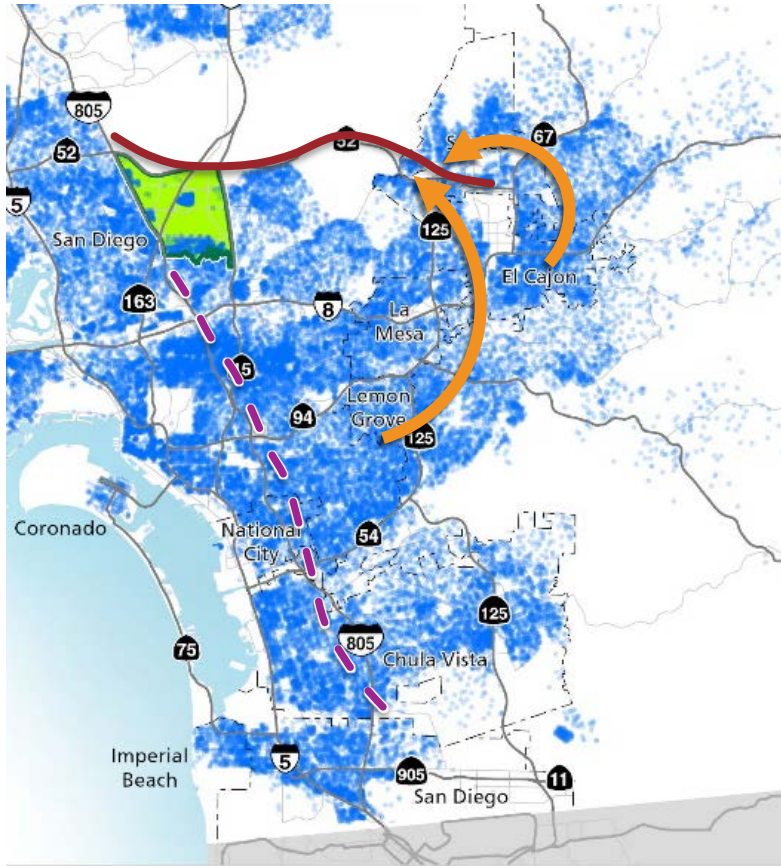 805
52
5
San Diego
163
15
52
67
125
El Cajon
8
La
Mesa
94
Lemon
Grove
125
Coronado
National
City
54
125
75
805
Chula Vista
Imperial
Beach
5
905
11
San Diego